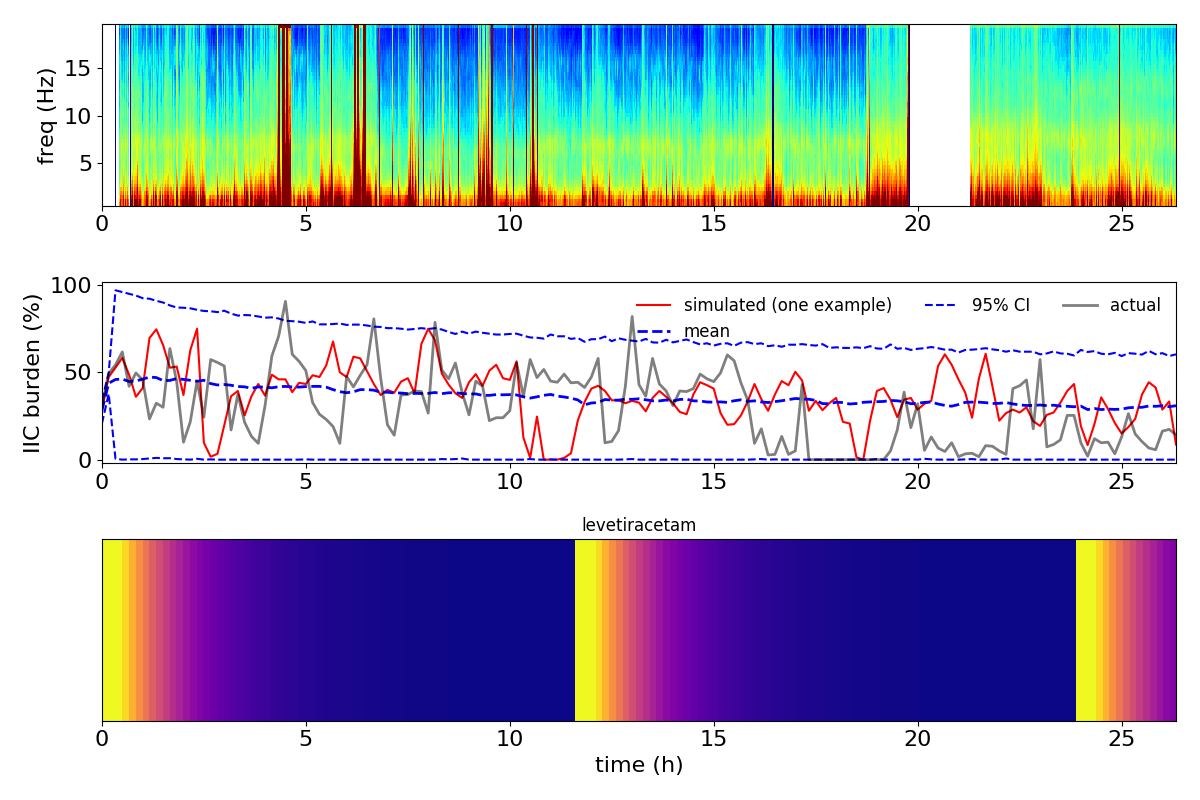 freq (Hz)
15
10
5
0 5 10 15 20 25
IIC burden (%)
100
50
0
simulated (one example)
mean
95% CI
actual
0 5 10 15 20 25
levetiracetam
0 5 10 15 20 25
time (h)